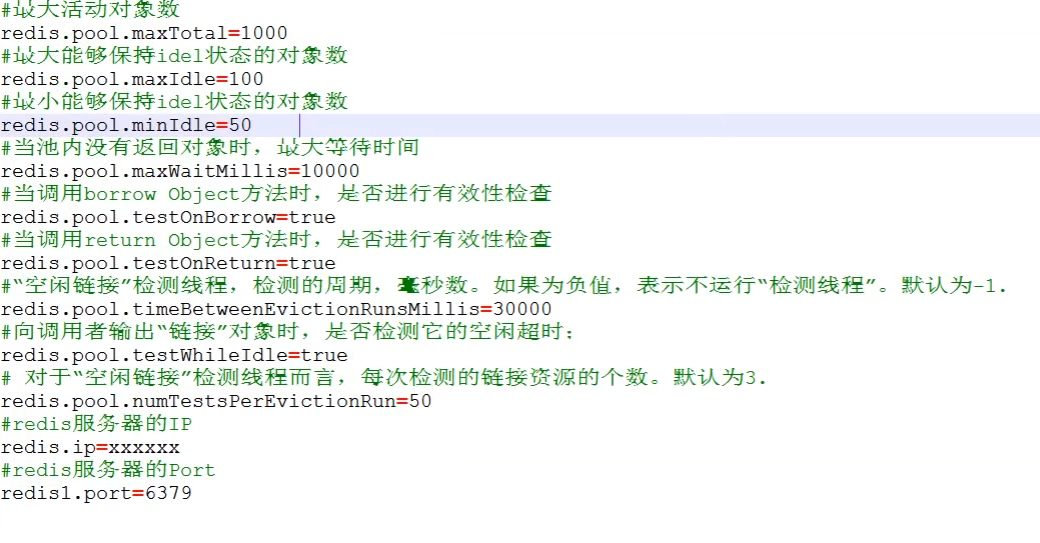 #最大活动对象数
redis.pool.maxTotal=1000
#最大能够保持idel状态的对象数
redis.pool.maxIdle=100
#最小能够保持idel状态的对象数
redis.pool.minIdle=50
#当池内没有返回对象时，最大等待时间
redis.pool.maxWaitMillis=10000
#当调用borrow Object方法时，是否进行有效性检查
redis.pool.testOnBorrow=true
#当调用return Object方法时，是否进行有效性检查
redis.pool.testOnReturn=true
#“空闲链接”检测线程，检测的周期，毫秒数。如果为负值，表示不运行“检测线程”。默认为-1.
redis.pool.timeBetweenEvictionRunsMillis=30000
#向调用者输出“链接”对象时，是否检测它的空闲超时；
redis.pool.testWhileIdle=true
# 对于“空闲链接”检测线程而言，每次检测的链接资源的个数。默认为3.
redis.pool.numTestsPerEvictionRun=50
#redis服务器的IP
redis.ip=xxxxxx
#redis服务器的Port
redis1.port=6379